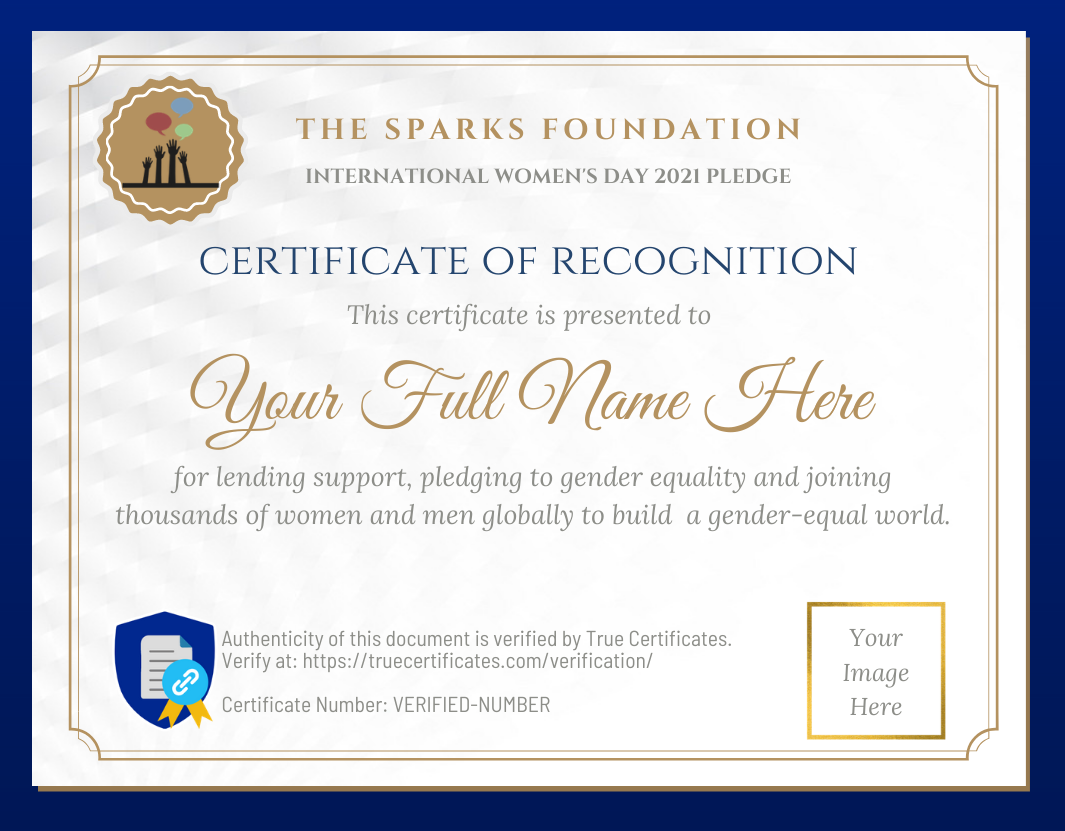 THE SPARKS FOUNDATION
INTERNATIONAL WOMEN'S DAY 2021 PLEDGE
CERTIFICATE OF RECOGNITION
This certificate is presented to
Your Full Name Here
for lending support, pledging to gender equality and joining
thousands of women and men globally to build a gender-equal world.
Authenticity of this document is verified by True Certificates.
Verify at: https://truecertificates.com/verification/
Certificate Number: VERIFIED-NUMBER
Your
Image
Here